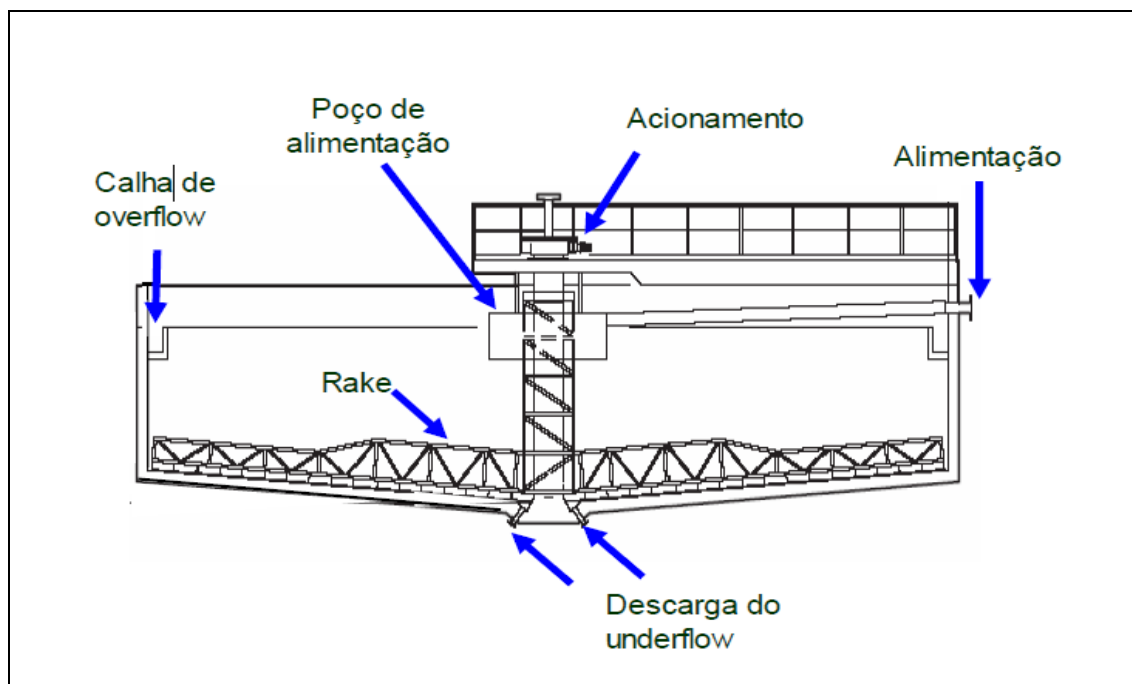 Poço de
alimentação
Acionamento
Alimentação
Calha de
overflow
Rake
Descarga do
underflow